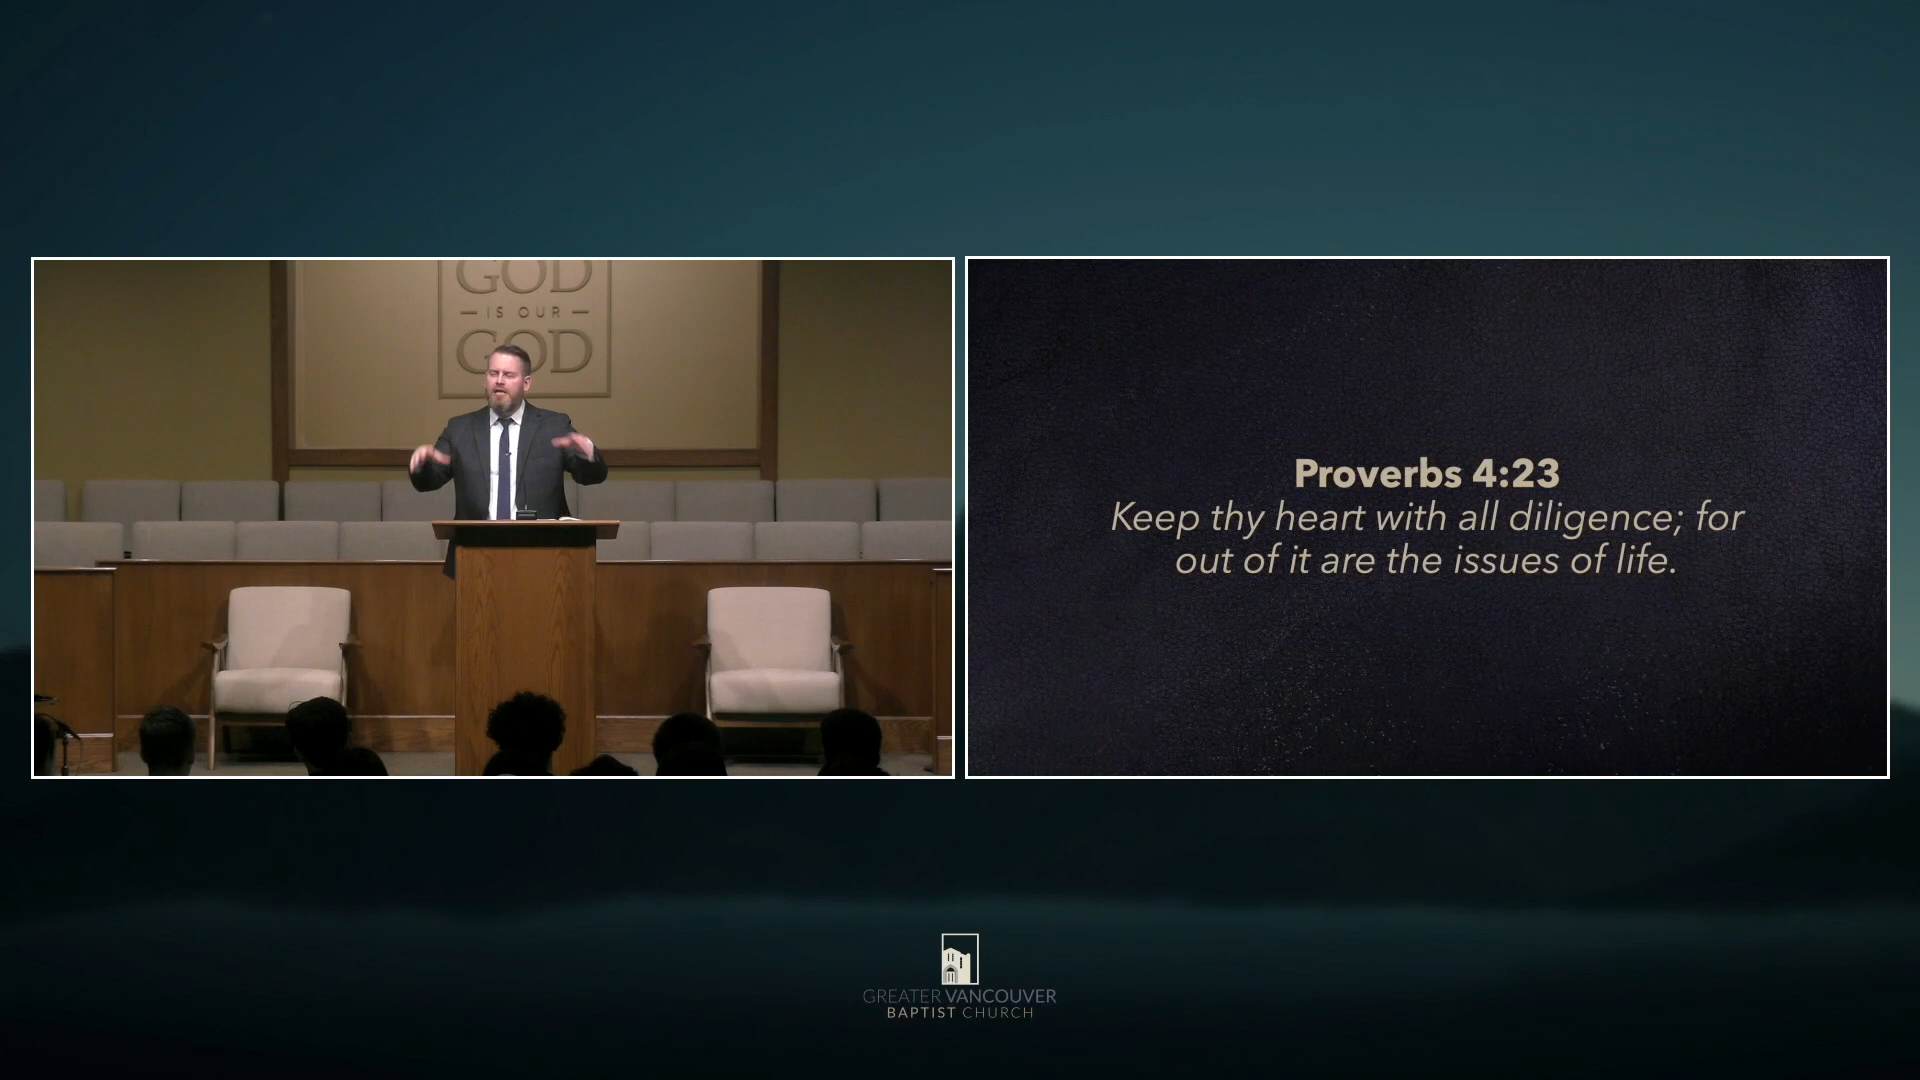 GOD
IS OUR
GOD
Proverbs 4:23
Keep thy heart with all diligence; for
out of it are the issues of life.
GREATER VANCOUVER
BAPTIST CHURCH